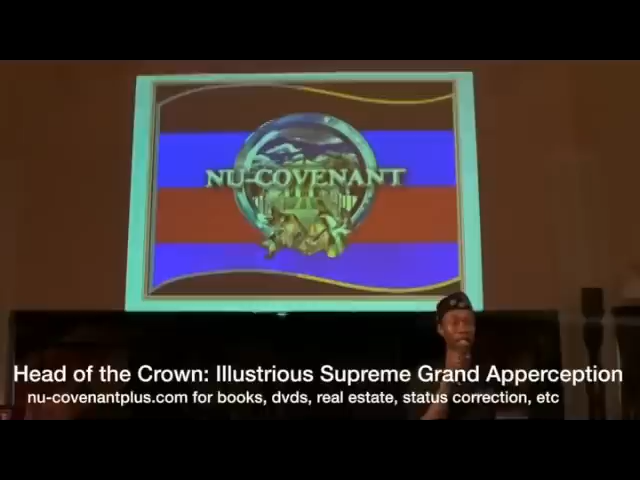 NU-COVENANT
Head of the Crown: Illustrious Supreme Grand Apperception
nu-covenantplus.com for books, dvds, real estate, status correction, etc